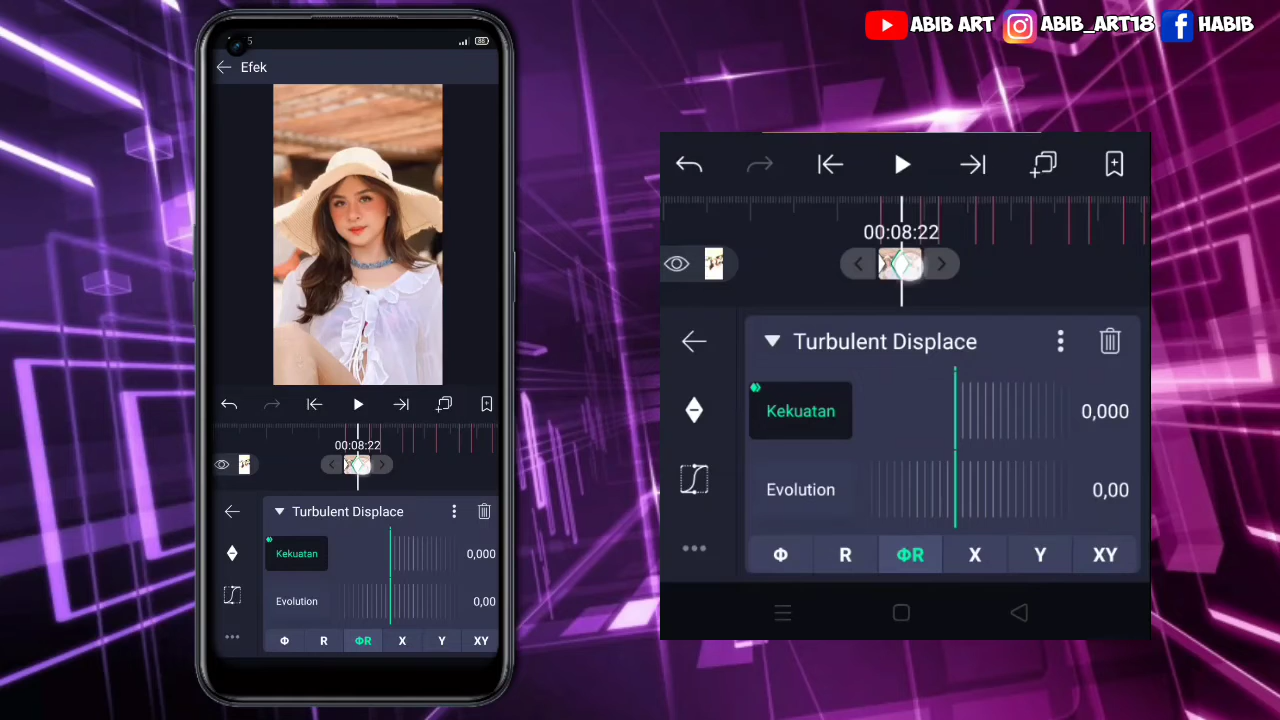 ABIB ART ABIB_ART18 HABIB
86
Efek
00:08:22
Turbulent Displace
Kekuatan 0,000
Evolution 0,00
Φ R ΦR X Y XY
00:08:22
Turbulent Displace
Kekuatan 0,000
Evolution 0,00
Φ R ΦR X Y XY